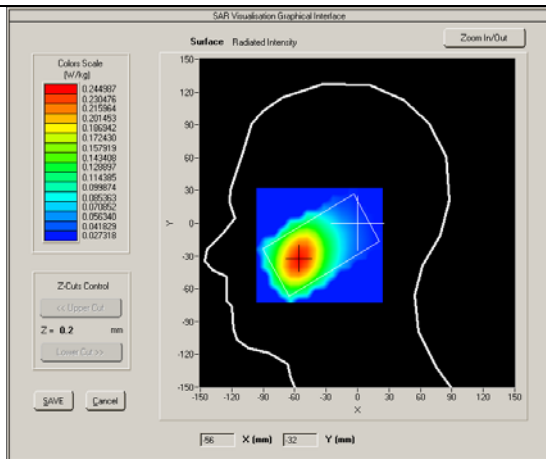 SAR Visualisation Graphical Interface
Surface Radiated Intensity
Zoom In/Out
Colors Scale
(W/kg)
0.244987
0.230476
0.215964
0.201453
0.186942
0.172430
0.157919
0.143408
0.128897
0.114385
0.099874
0.085363
0.070852
0.056340
0.041829
0.027318
Z-Cuts Control
<< Upper Cut
Z = 0.2 mm
Lower Cut >>
SAVE Cancel
150-
120-
90-
60-
30-
0-
-30-
-60-
-90-
-120-
-150-
Y
-150 -120 -90 -60 -30 0 30 60 90 120 150
X
-56 X (mm) -32 Y (mm)